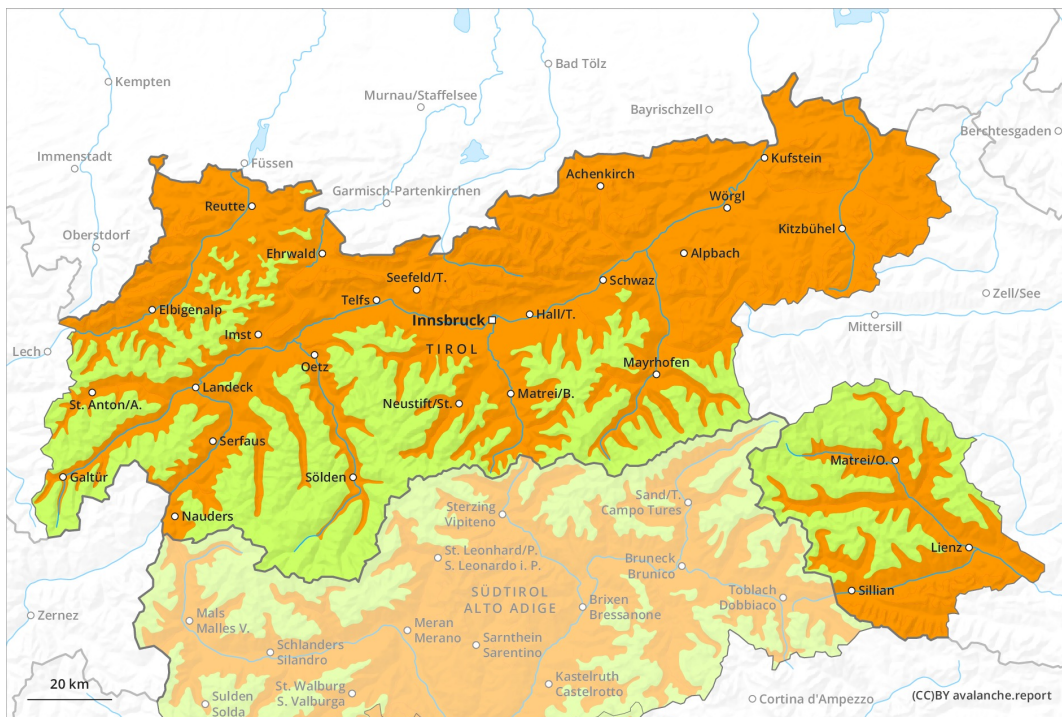 Kempten
Bad Tölz
Murnau/Staffelsee
Bayrischzell
Berchtesgaden
Immenstadt
Füssen
Kufstein
Achenkirch
Garmisch-Partenkirchen
Reutte
Wörgl
Oberstdorf
Kitzbühel
Ehrwald
Alpbach
Seefeld/T.
Schwaz
Zell/See
Telfs
Elbigenalp
Innsbruck
Hall/T.
Mittersill
Imst
TIROL
Lech
Oetz
Mayrhofen
Landeck
Matrei/B.
St. Anton/A.
Neustift/St.
Serfaus
Matrei/O.
Galtür
Sölden
Sand/T.
Campo Tures
Sterzing
Vipiteno
Nauders
Lienz
St. Leonhard/P.
S. Leonardo i. P.
Bruneck
Brunico
Sillian
SÜDTIROL
ALTO ADIGE
Toblach
Dobbiaco
Brixen
Bressanone
Zernez
Mals
Malles V.
Meran
Merano
Sarnthein
Sarentino
Schlanders
Silandro
20 km
St. Walburg
S. Valburga
Kastelruth
Castelrotto
Sulden
Solda
Cortina d'Ampezzo
(CC)BY avalanche.report